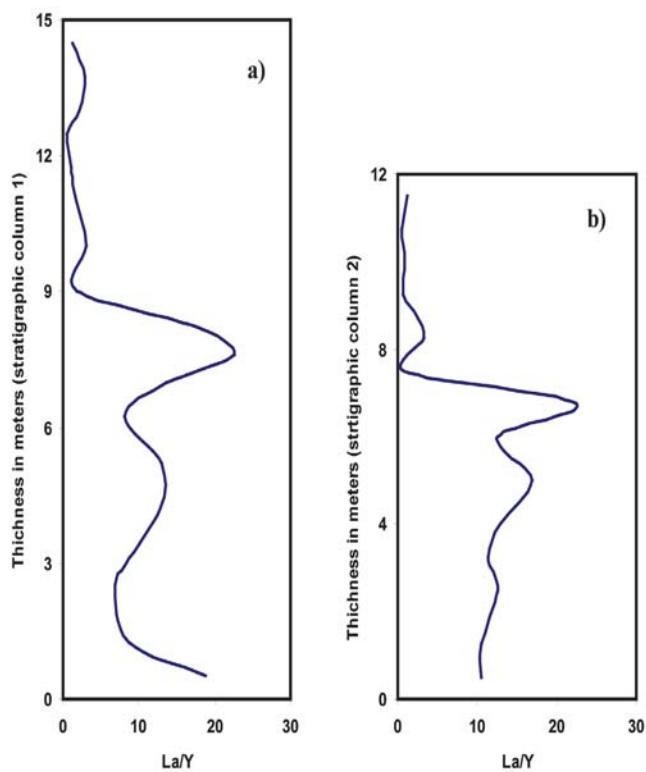 a)
Thichness in meters (stratigraphic column 1)
15
12
9
6
3
0
0 10 20 30
La/Y
b)
Thichness in meters (strtigraphic column 2)
12
8
4
0
0 10 20 30
La/Y